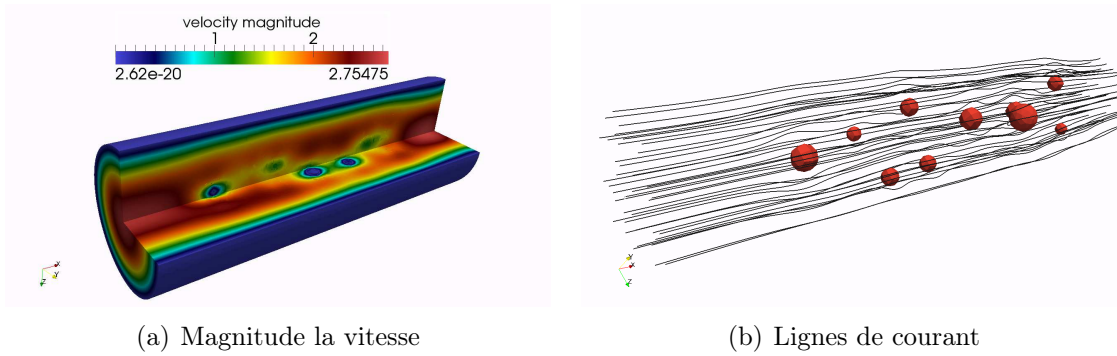 velocity magnitude
1 2
2.62e-20 2.75475
X
Y
Z
Y
X
Z
(a) Magnitude la vitesse
(b) Lignes de courant